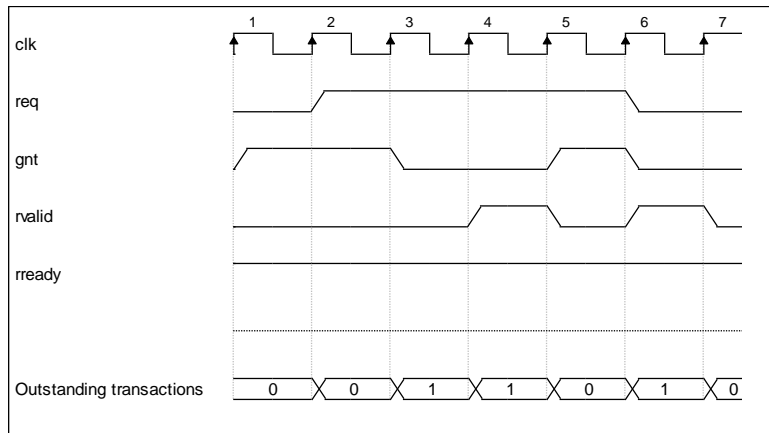 1 2 3 4 5 6 7
clk
req
gnt
rvalid
rready
Outstanding transactions 0 0 1 1 0 1 0